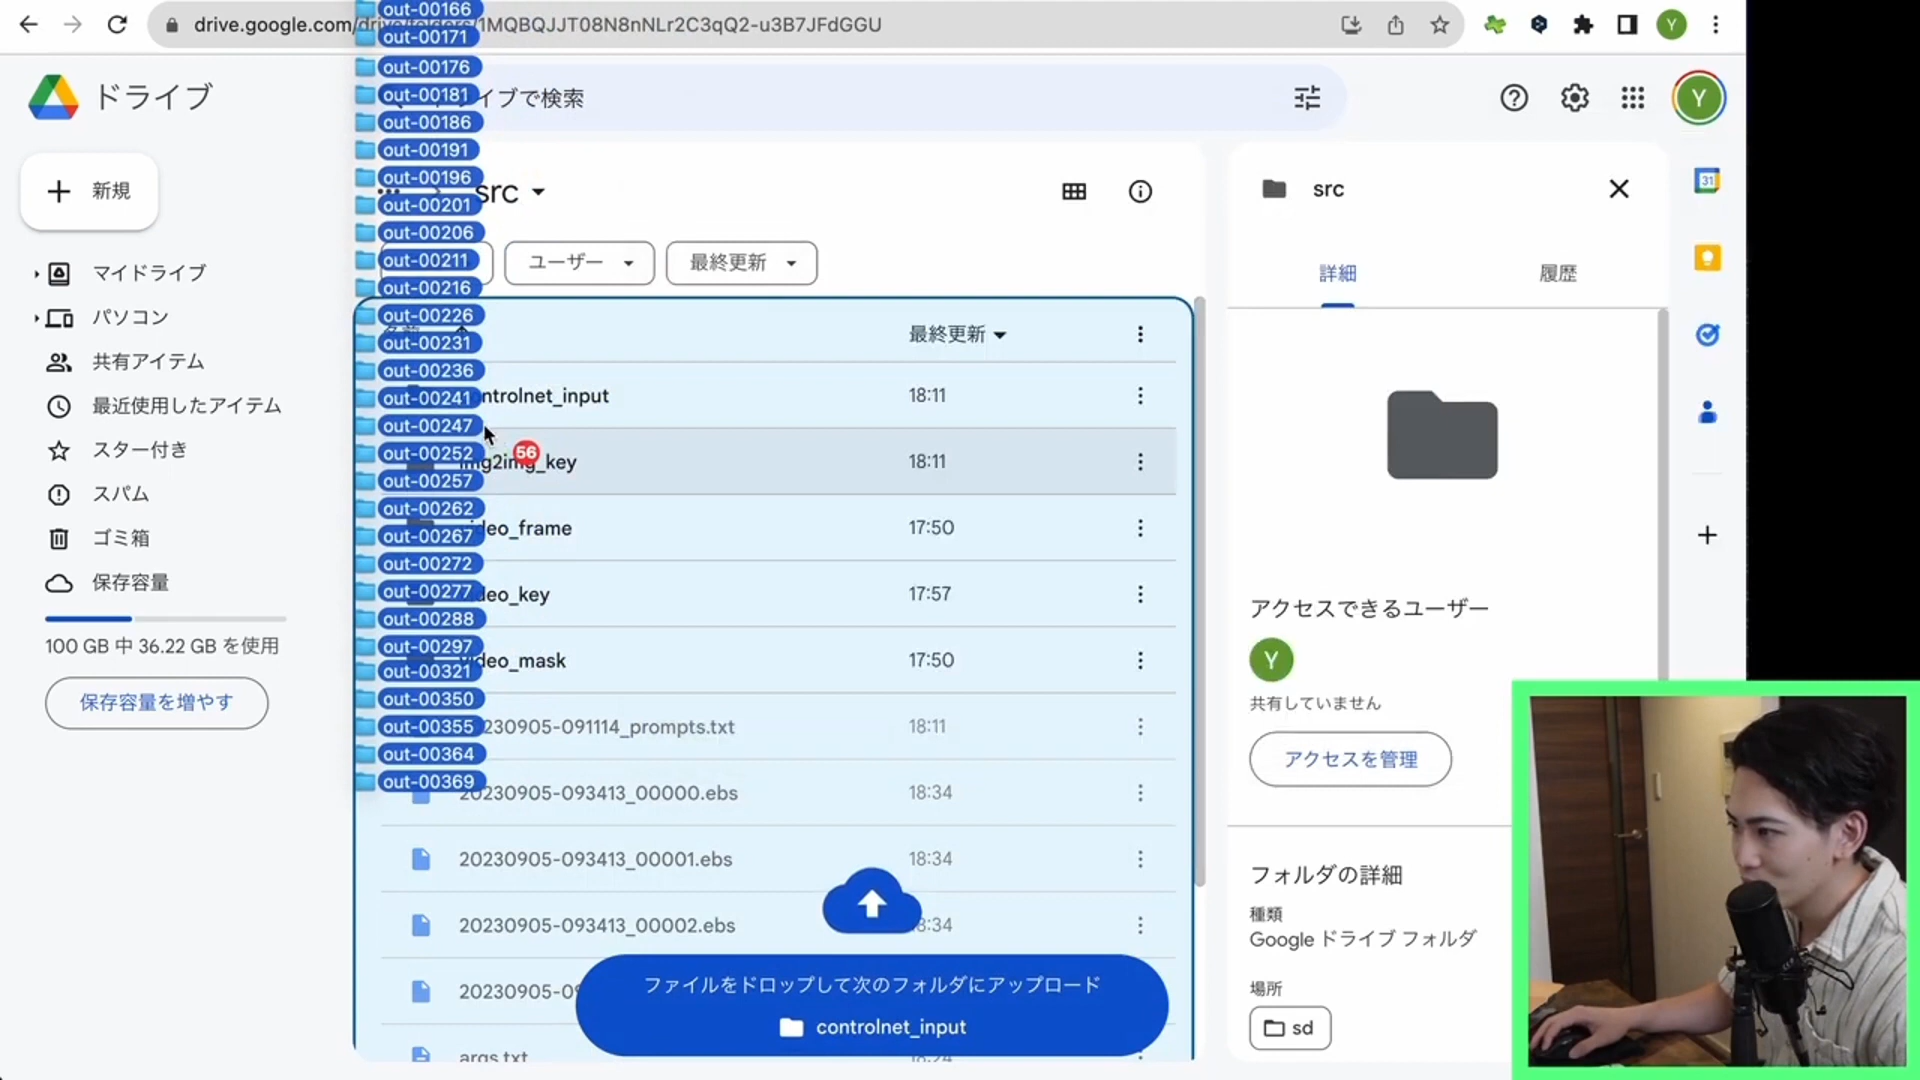 drive.google.com/drive/folders/1MQBQJJT08N8nNLr2C3qQ2-u3B7JFdGGU
Y
ドライブ
イブで検索
Y
新規
マイドライブ
パソコン
共有アイテム
最近使用したアイテム
スター付き
スパム
ゴミ箱
保存容量
100 GB 中 36.22 GB を使用
保存容量を増やす
out-00166
out-00171
out-00176
out-00181
out-00186
out-00191
out-00196
out-00201
out-00206
out-00211
out-00216
out-00226
out-00231
out-00236
out-00241
out-00247
out-00252
out-00257
out-00262
out-00267
out-00272
out-00277
out-00288
out-00297
out-00321
out-00350
out-00355
out-00364
out-00369
56
src
ユーザー
最終更新
最終更新
ntrolnet_input 18:11
img2img_key 18:11
deo_frame 17:50
deo_key 17:57
video_mask 17:50
230905-091114_prompts.txt 18:11
20230905-093413_00000.ebs 18:34
20230905-093413_00001.ebs 18:34
20230905-093413_00002.ebs 8:34
20230905-09
args.txt
ファイルをドロップして次のフォルダにアップロード
controlnet_input
src
詳細 履歴
アクセスできるユーザー
Y
共有していません
アクセスを管理
フォルダの詳細
種類
Google ドライブ フォルダ
場所
sd
31